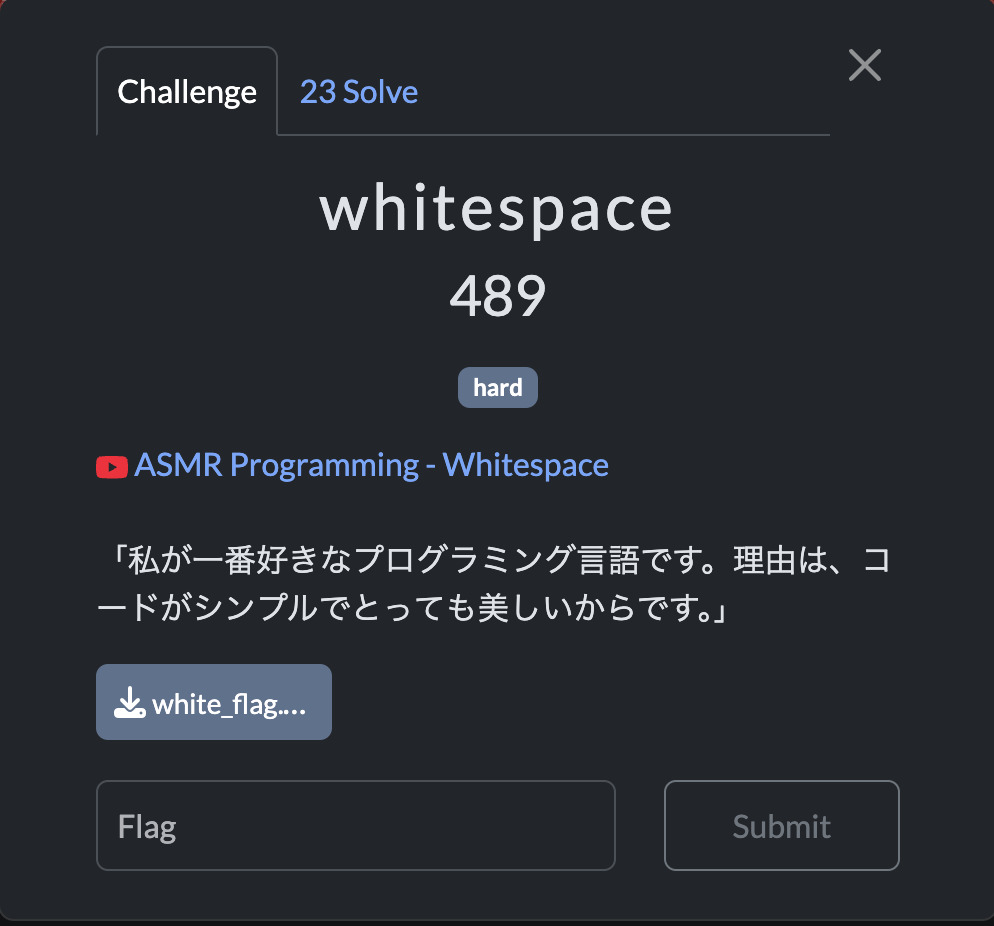 Challenge
23 Solve
whitespace
489
hard
ASMR Programming - Whitespace
「私が一番好きなプログラミング言語です。理由は、コ
ードがシンプルでとっても美しいからです。」
white_flag....
Flag
Submit